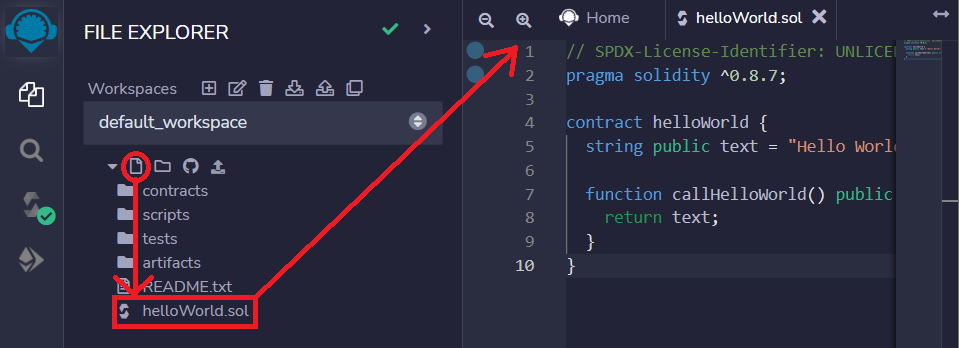 FILE EXPLORER
Workspaces
default_workspace
contracts
scripts
tests
artifacts
README.txt
helloWorld.sol
Home
helloWorld.sol
1 // SPDX-License-Identifier:
2 pragma solidity ^0.8.7;
3
4 contract helloWorld {
5 string public text = "Hello Worl
6
7 function callHelloWorld() public
8 return text;
9 }
10 }